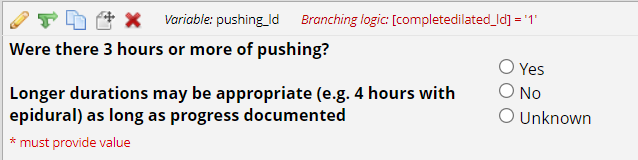 Variable: pushing_ld Branching logic: [completedilated_ld] = '1'
Were there 3 hours or more of pushing?
Longer durations may be appropriate (e.g. 4 hours with
epidural) as long as progress documented
* must provide value
Yes
No
Unknown